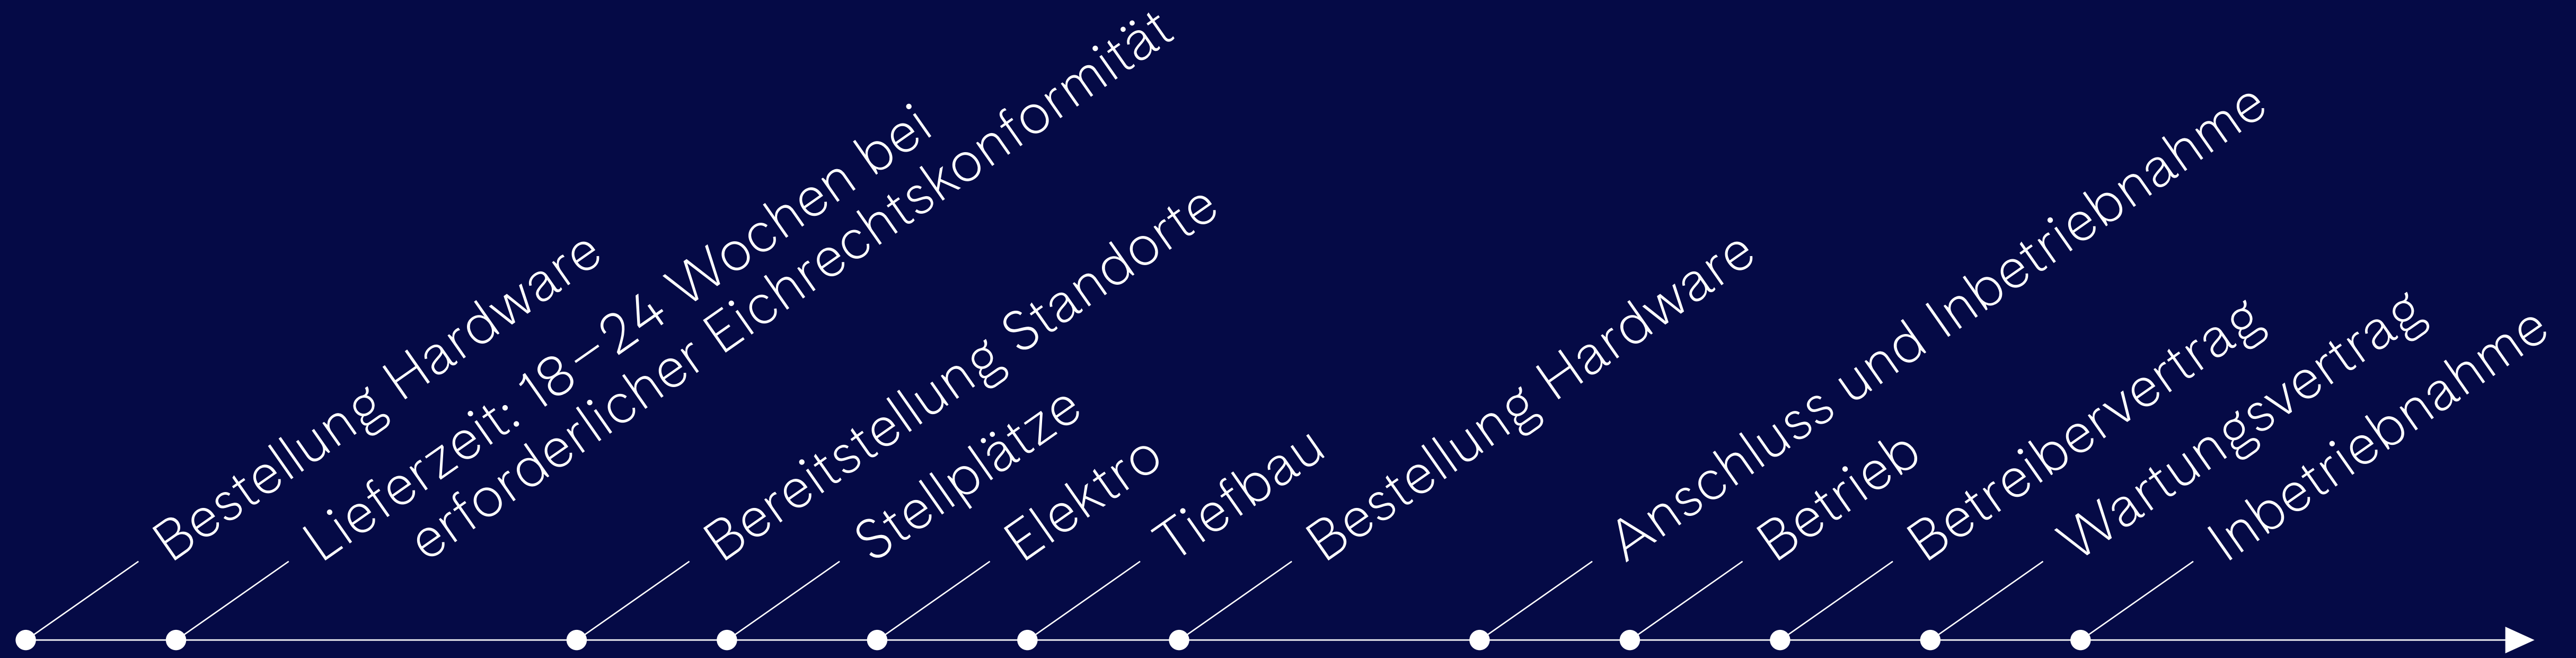 Bestellung Hardware
Lieferzeit: 18–24 Wochen bei
erforderlicher Eichrechtskonformität
Bereitstellung Standorte
Stellplätze
Elektro
Tiefbau
Bestellung Hardware
Anschluss und Inbetriebnahme
Betrieb
Betreibervertrag
Wartungsvertrag
Inbetriebnahme